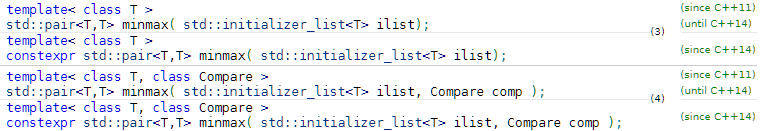 template< class T > (since C++11)
std::pair<T,T> minmax( std::initializer_list<T> ilist); (until C++14)
(3)
template< class T >
constexpr std::pair<T,T> minmax( std::initializer_list<T> ilist); (since C++14)
template< class T, class Compare > (since C++11)
std::pair<T,T> minmax( std::initializer_list<T> ilist, Compare comp ); (until C++14)
(4)
template< class T, class Compare >
constexpr std::pair<T,T> minmax( std::initializer_list<T> ilist, Compare comp ); (since C++14)